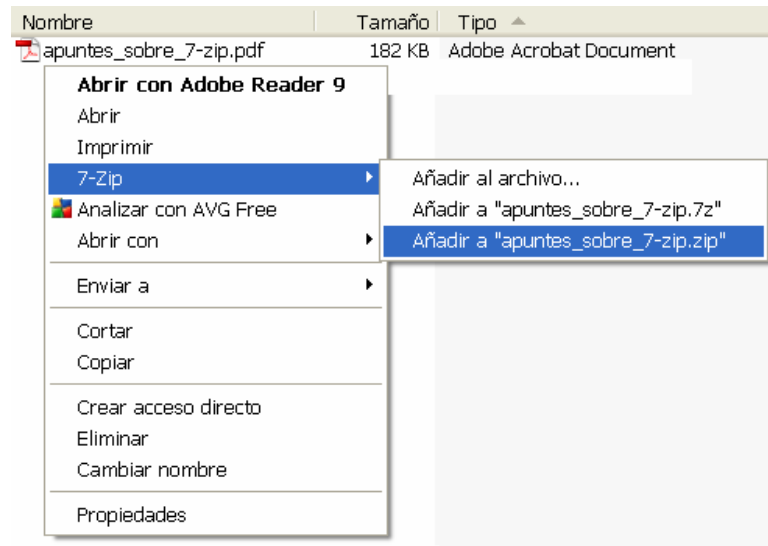 Nombre Tamaño Tipo
apuntes_sobre_7-zip.pdf 182 KB Adobe Acrobat Document
Abrir con Adobe Reader 9
Abrir
Imprimir
7-Zip
Añadir al archivo...
Añadir a "apuntes_sobre_7-zip.7z"
Añadir a "apuntes_sobre_7-zip.zip"
Analizar con AVG Free
Abrir con
Enviar a
Cortar
Copiar
Crear acceso directo
Eliminar
Cambiar nombre
Propiedades